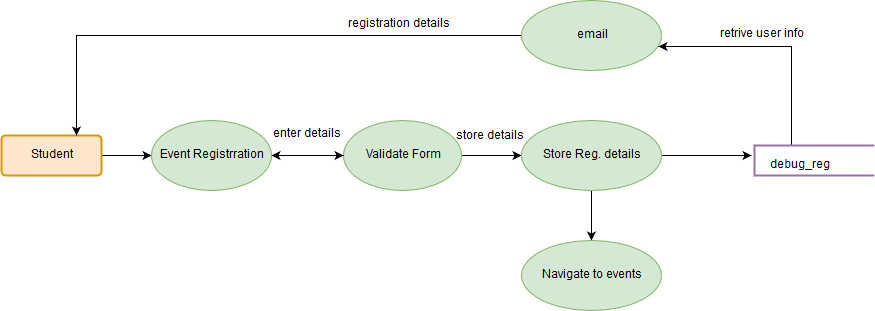 registration details
email
retrive user info
Student
Event Registrration
enter details
Validate Form
store details
Store Reg. details
debug_reg
Navigate to events